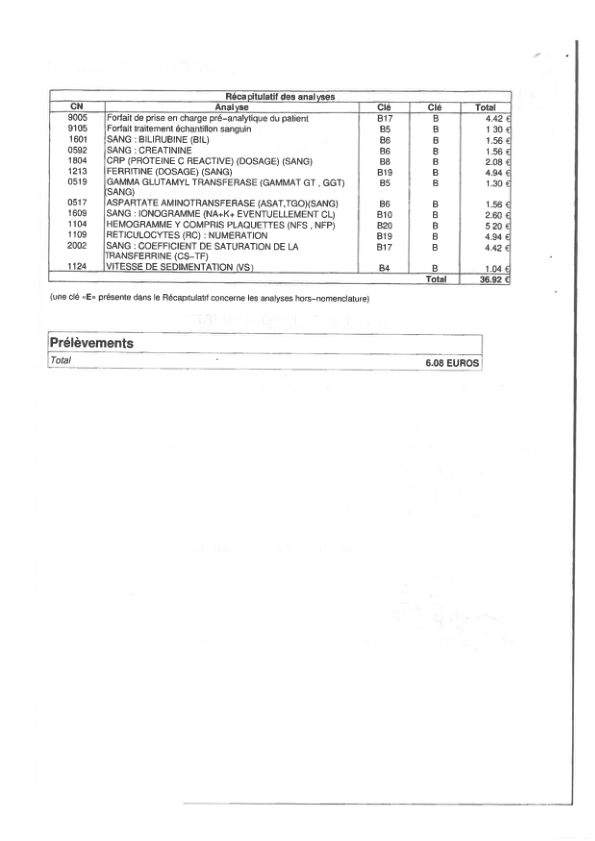 Récapitulatif des analyses
CN Analyse Clé Clé Total
9005 Forfait de prise en charge pré-analytique du patient B17 B 4.42 €
9105 Forfait traitement échantillon sanguin B5 B 1 30 €
1601 SANG : BILIRUBINE (BIL) B6 B 1.56 €
0592 SANG : CREATININE B6 B 1.56 €
1804 CRP (PROTEINE C REACTIVE) (DOSAGE) (SANG) B8 B 2.08 €
1213 FERRITINE (DOSAGE) (SANG) B19 B 4.94 €
0519 GAMMA GLUTAMYL TRANSFERASE (GAMMAT GT , GGT) B5 B 1.30 €
(SANG)
0517 ASPARTATE AMINOTRANSFERASE (ASAT,TGO)(SANG) B6 B 1.56 €
1609 SANG : IONOGRAMME (NA+K+ EVENTUELLEMENT CL) B10 B 2.60 €
1104 HEMOGRAMME Y COMPRIS PLAQUETTES (NFS , NFP) B20 B 5 20 €
1109 RETICULOCYTES (RC) : NUMERATION B19 B 4.94 €
2002 SANG : COEFFICIENT DE SATURATION DE LA B17 B 4.42 €
TRANSFERRINE (CS-TF)
1124 VITESSE DE SEDIMENTATION (VS) B4 B 1.04 €
Total 36.92 €
(une clé «E» présente dans le Récapitulatif concerne les analyses hors-nomenclature)
Prélèvements
Total 6.08 EUROS